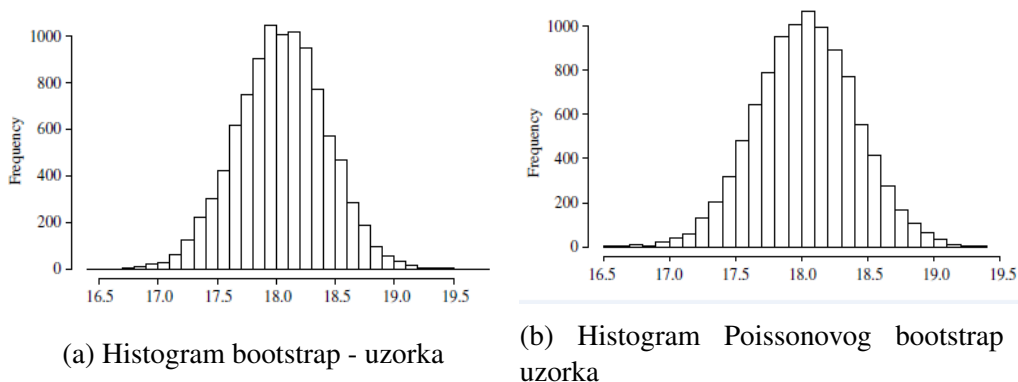 Frequency
1000
800
600
400
200
0
16.5 17.0 17.5 18.0 18.5 19.0 19.5
(a) Histogram bootstrap - uzorka
Frequency
1000
800
600
400
200
0
16.5 17.0 17.5 18.0 18.5 19.0 19.5
(b) Histogram Poissonovog bootstrap
uzorka